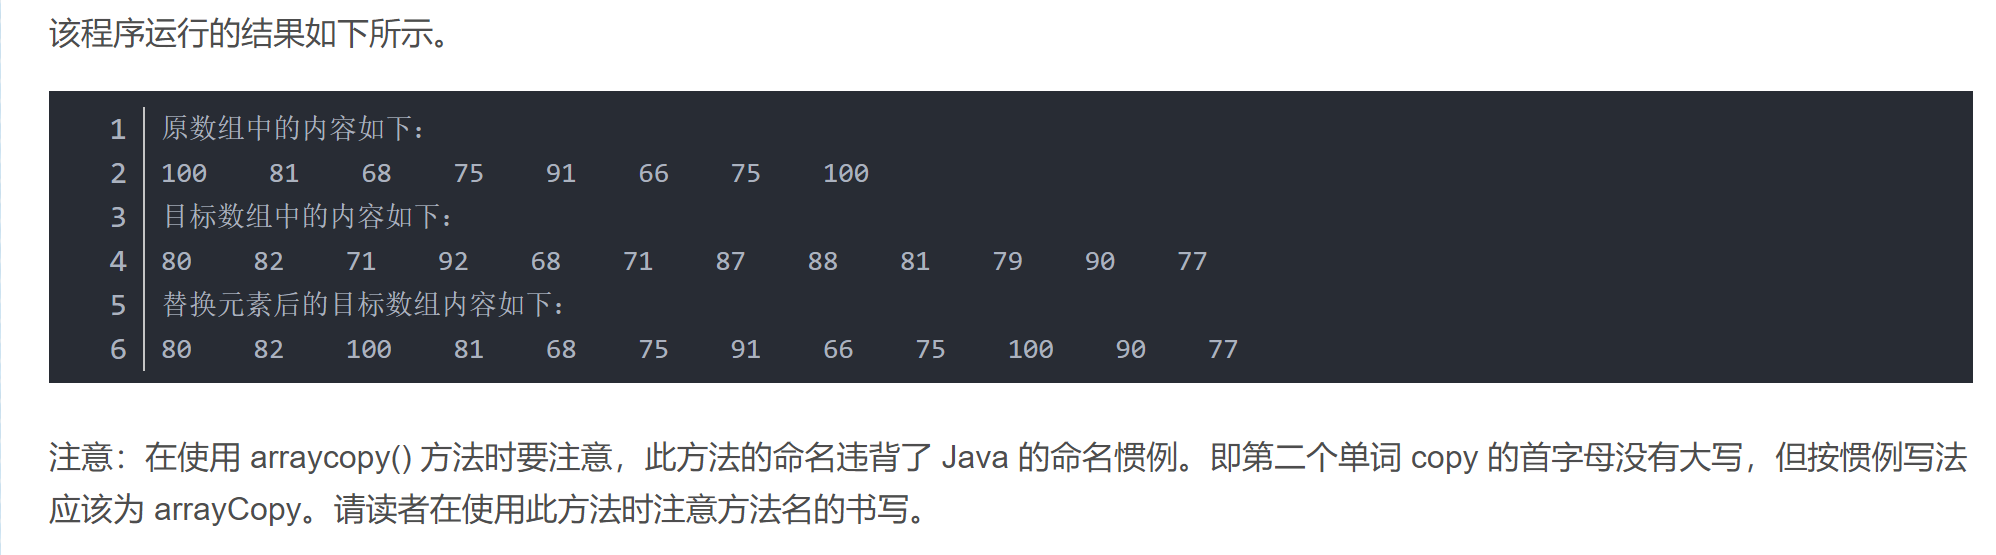 该程序运行的结果如下所示。
1 原数组中的内容如下：
2 100 81 68 75 91 66 75 100
3 目标数组中的内容如下：
4 80 82 71 92 68 71 87 88 81 79 90 77
5 替换元素后的目标数组内容如下：
6 80 82 100 81 68 75 91 66 75 100 90 77
注意：在使用 arraycopy() 方法时要注意，此方法的命名违背了 Java 的命名惯例。即第二个单词 copy 的首字母没有大写，但按惯例写法
应该为 arrayCopy。请读者在使用此方法时注意方法名的书写。